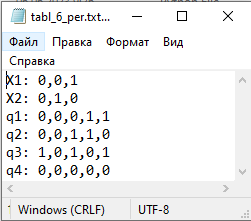 tabl_6_per.txt...
Файл Правка Формат Вид
Справка
X1: 0,0,1
X2: 0,1,0
q1: 0,0,0,1,1
q2: 0,0,1,1,0
q3: 1,0,1,0,1
q4: 0,0,0,0,0
Windows (CRLF) UTF-8